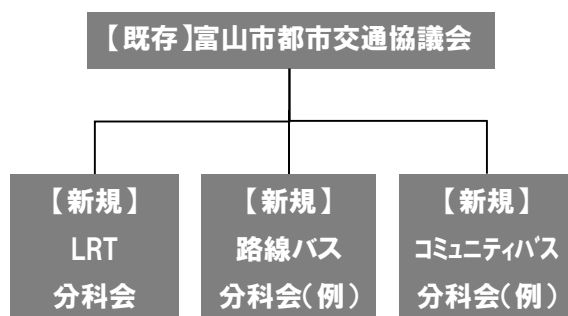 【既存】富山市都市交通協議会
【新規】
LRT
分科会
【新規】
路線バス
分科会(例)
【新規】
コミュニティバス
分科会(例)